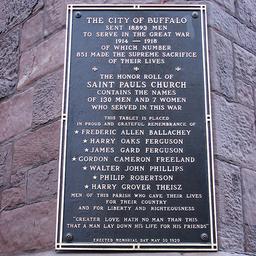 THE CITY OF BUFFALO
SENT 18893 MEN
TO SERVE IN THE GREAT WAR
1914 — 1918
OF WHICH NUMBER
851 MADE THE SUPREME SACRIFICE
OF THEIR LIVES
THE HONOR ROLL OF
SAINT PAULS CHURCH
CONTAINS THE NAMES
OF 130 MEN AND 7 WOMEN
WHO SERVED IN THIS WAR
THIS TABLET IS PLACED
IN PROUD AND GRATEFUL REMEMBRANCE OF
★ FREDERIC ALLEN BALLACHEY
★ HARRY OAKS FERGUSON
★ JAMES GARD FERGUSON
★ GORDON CAMERON FREELAND
★ WALTER JOHN PHILLIPS
★ PHILIP ROBERTSON
★ HARRY GROVER THEISZ
MEN OF THIS PARISH WHO GAVE THEIR LIVES
FOR THEIR COUNTRY
AND FOR LIBERTY AND RIGHTEOUSNESS
"GREATER LOVE HATH NO MAN THAN THIS
THAT A MAN LAY DOWN HIS LIFE FOR HIS FRIENDS"
ERECTED MEMORIAL DAY MAY 30 1920